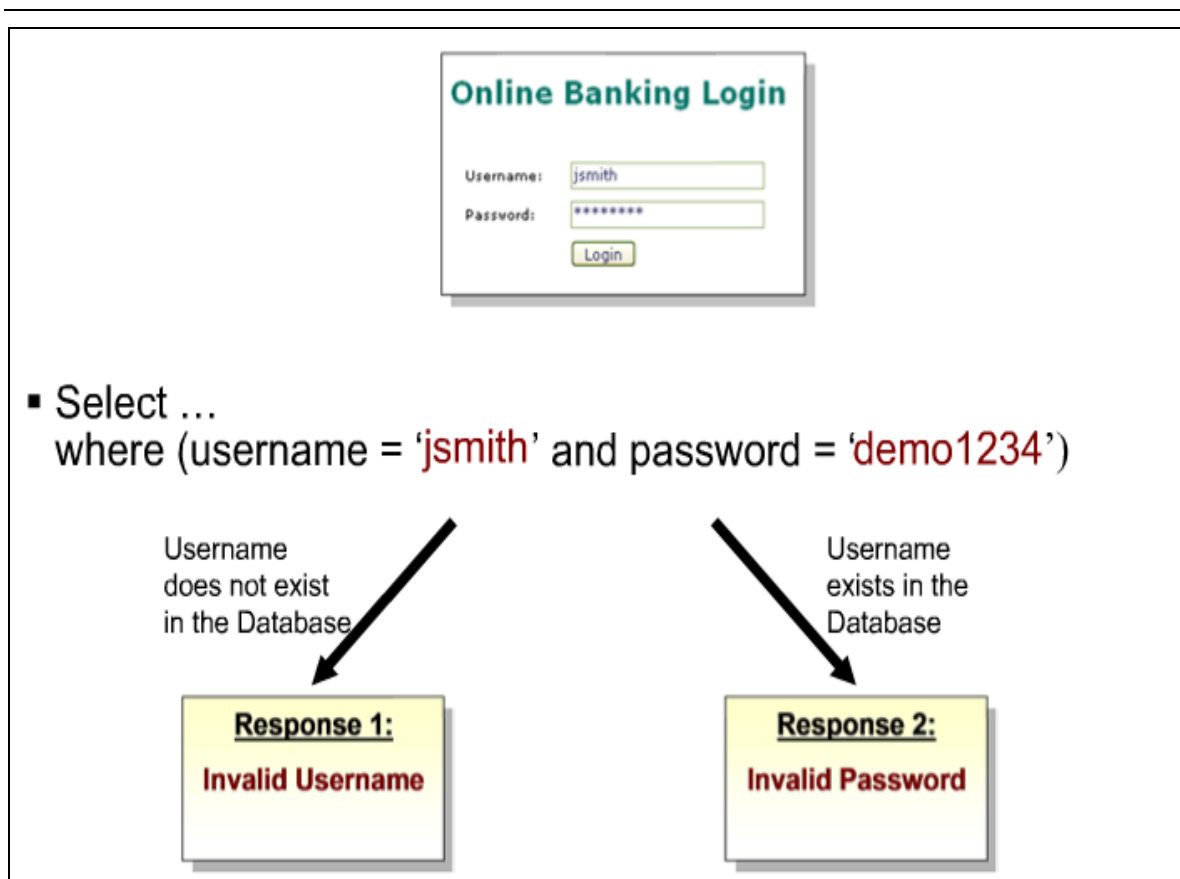 Online Banking Login
Username: jsmith
Password: ********
Login
▪ Select …
where (username = ‘jsmith’ and password = ‘demo1234’)
Username
does not exist
in the Database
Username
exists in the
Database
Response 1:
Invalid Username
Response 2:
Invalid Password